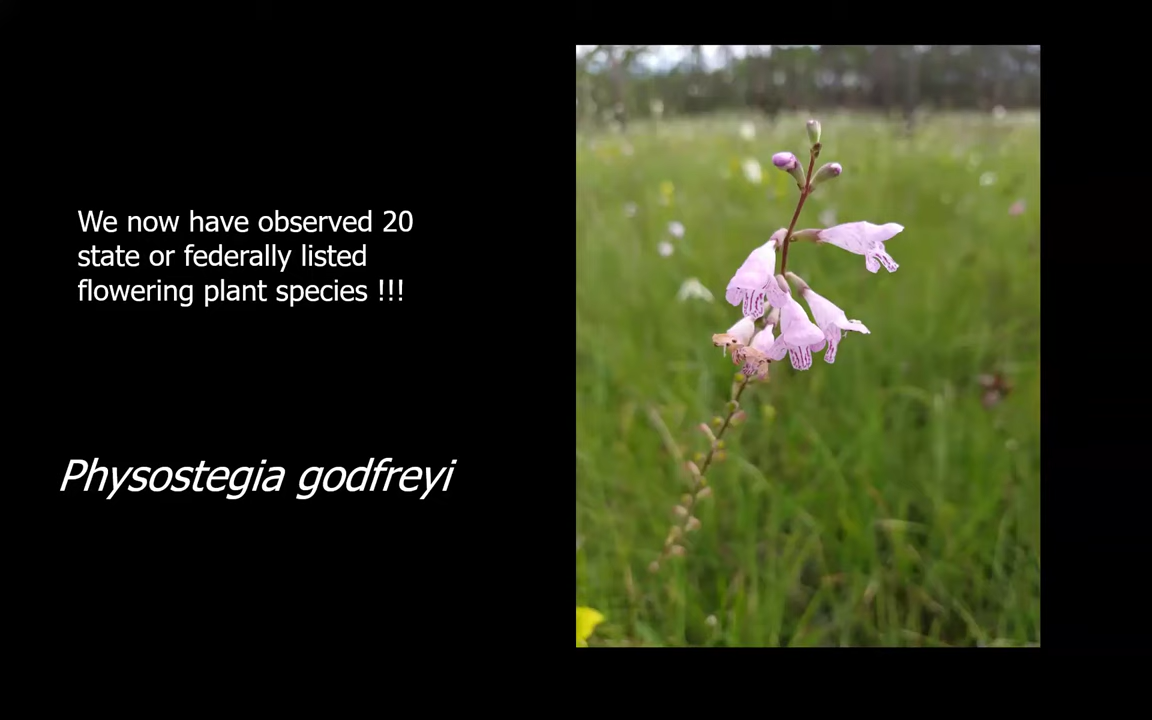 We now have observed 20
state or federally listed
flowering plant species !!!
Physostegia godfreyi